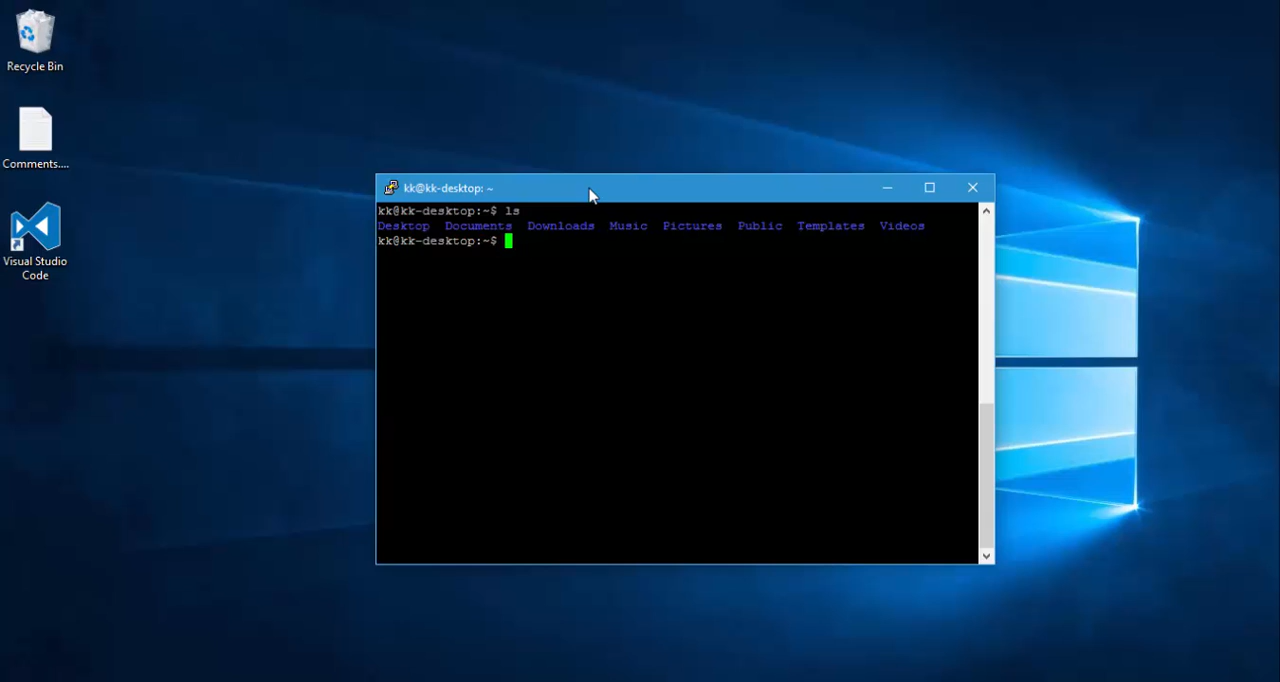 Recycle Bin
Comments....
Visual Studio
Code
kk@kk-desktop: ~
kk@kk-desktop:~$ ls
Desktop Documents Downloads Music Pictures Public Templates Videos
kk@kk-desktop:~$